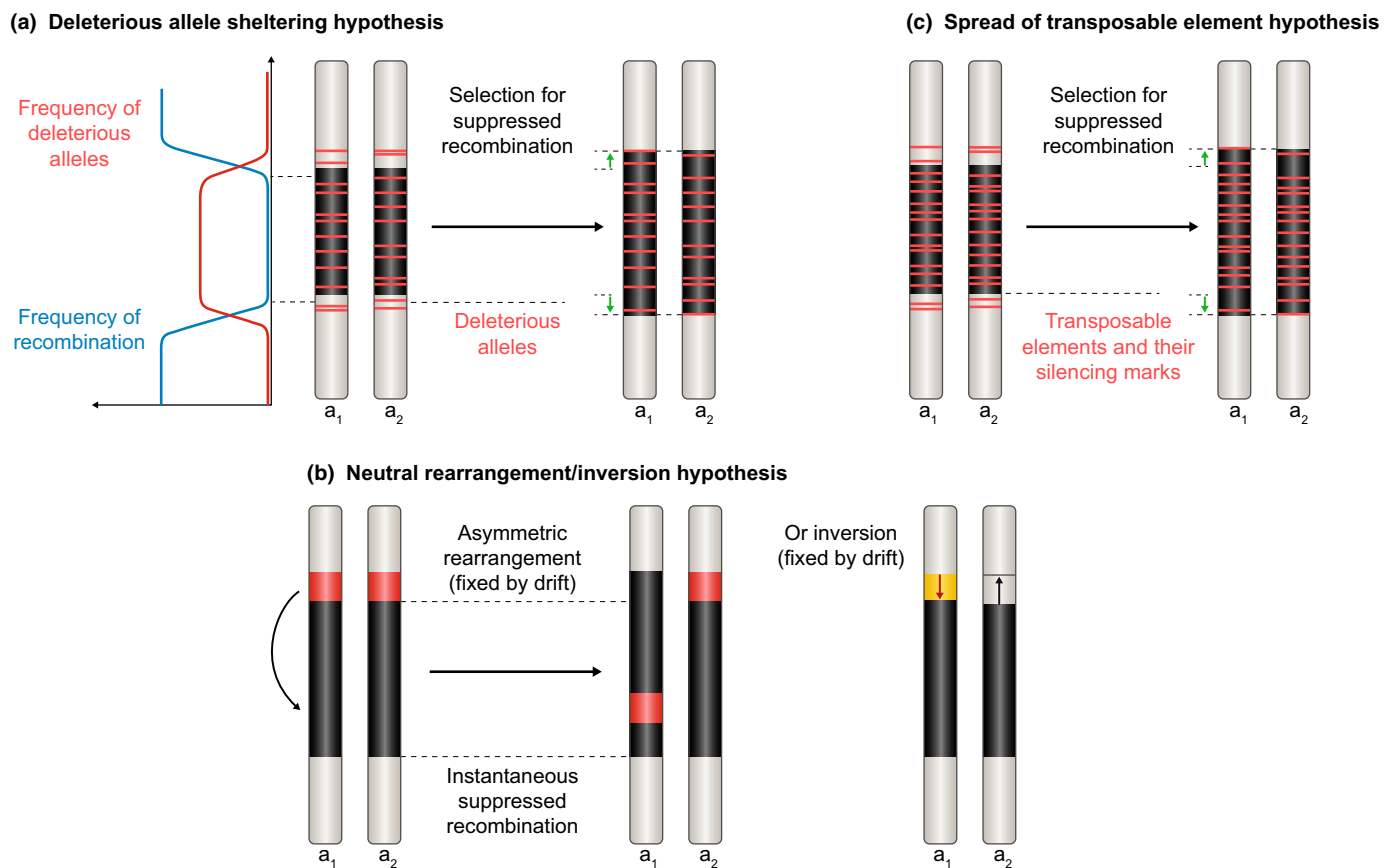 (a) Deleterious allele sheltering hypothesis
Frequency of
deleterious
alleles
Frequency of
recombination
Selection for
suppressed
recombination
Deleterious
alleles
a1
a2
a1
a2
(c) Spread of transposable element hypothesis
Selection for
suppressed
recombination
Transposable
elements and their
silencing marks
a1
a2
a1
a2
(b) Neutral rearrangement/inversion hypothesis
Asymmetric
rearrangement
(fixed by drift)
Instantaneous
suppressed
recombination
Or inversion
(fixed by drift)
a1
a2
a1
a2
a1
a2